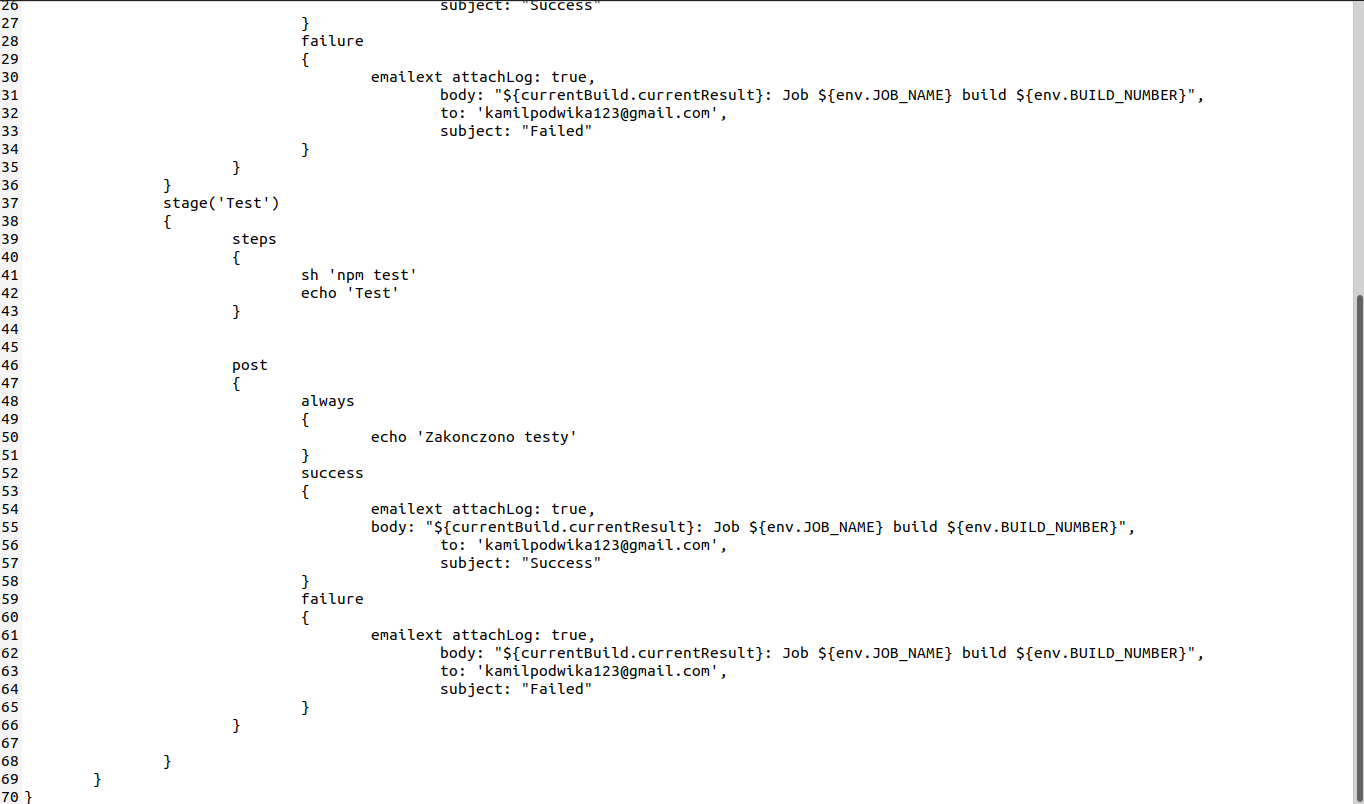 26 subject: "Success"
27 }
28 failure
29 {
30 emailext attachLog: true,
31 body: "${currentBuild.currentResult}: Job ${env.JOB_NAME} build ${env.BUILD_NUMBER}",
32 to: 'kamilpodwika123@gmail.com',
33 subject: "Failed"
34 }
35 }
36 }
37 stage('Test')
38 {
39 steps
40 {
41 sh 'npm test'
42 echo 'Test'
43 }
44
45
46 post
47 {
48 always
49 {
50 echo 'Zakonczono testy'
51 }
52 success
53 {
54 emailext attachLog: true,
55 body: "${currentBuild.currentResult}: Job ${env.JOB_NAME} build ${env.BUILD_NUMBER}",
56 to: 'kamilpodwika123@gmail.com',
57 subject: "Success"
58 }
59 failure
60 {
61 emailext attachLog: true,
62 body: "${currentBuild.currentResult}: Job ${env.JOB_NAME} build ${env.BUILD_NUMBER}",
63 to: 'kamilpodwika123@gmail.com',
64 subject: "Failed"
65 }
66 }
67
68 }
69 }
70 }